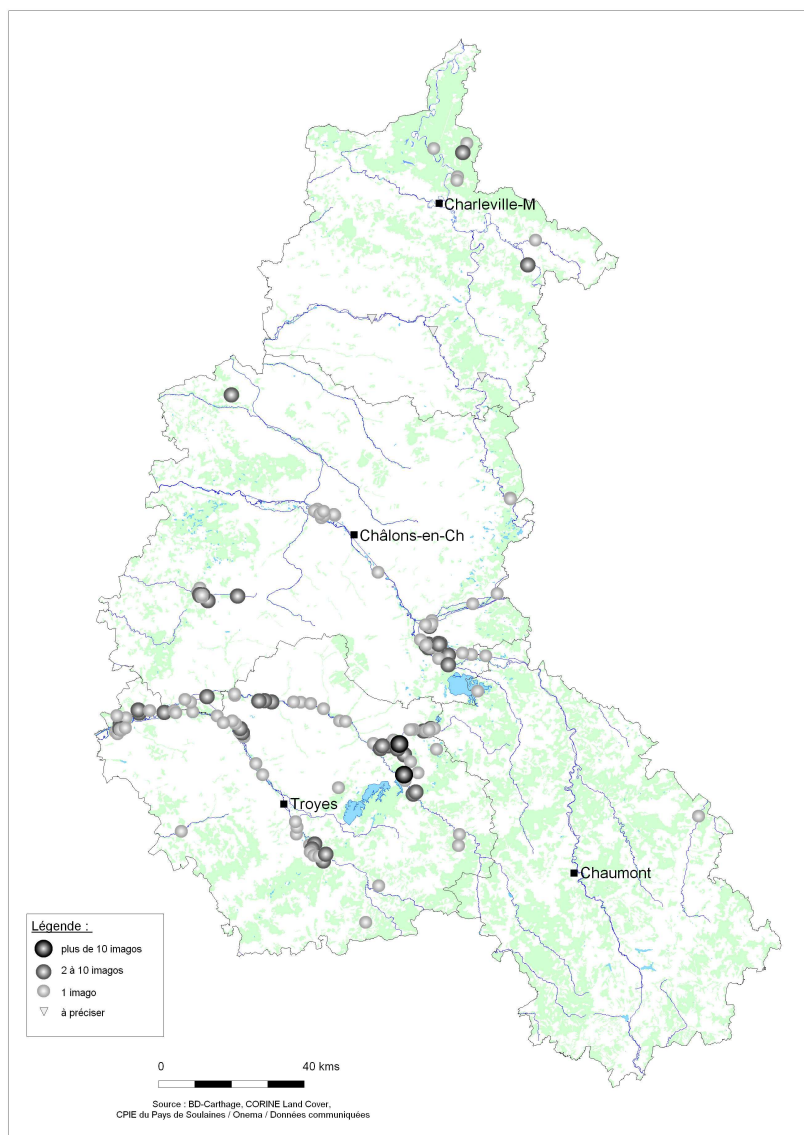 Charleville-M
Châlons-en-Ch
Troyes
Chaumont
Légende :
plus de 10 imagos
2 à 10 imagos
1 imago
à préciser
0 40 kms
Source : BD-Carthage, CORINE Land Cover,
CPIE du Pays de Soulaines / Onema / Données communiquées